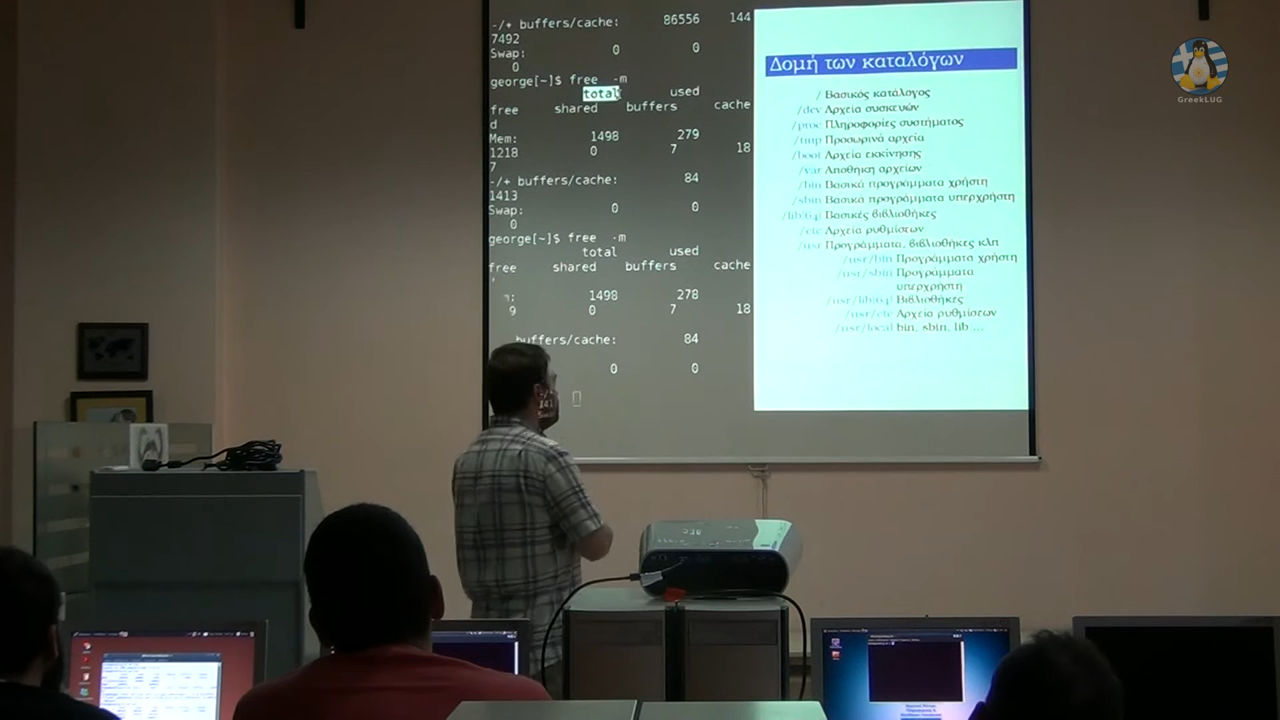 -/+ buffers/cache: 86556 144
7492
Swap: 0 0
0
george[~]$ free -m
total used
free shared buffers cache
d
Mem: 1498 279
1218 0 7 18
7
-/+ buffers/cache: 84
1413
Swap: 0 0
0
george[~]$ free -m
total used
free shared buffers cache
1498 278
9 0 7 18
buffers/cache: 84
0 0
Δομή των καταλόγων
/ Βασικός κατάλογος
/dev Αρχεία συσκευών
/proc Πληροφορίες συστήματος
/tmp Προσωρινά αρχεία
/boot Αρχεία εκκίνησης
/var Αποθήκη αρχείων
/bin Βασικά προγράμματα χρήστη
/sbin Βασικά προγράμματα υπερχρήστη
/lib[64] Βασικές βιβλιοθήκες
/etc Αρχεία ρυθμίσεων
/usr Προγράμματα, βιβλιοθήκες κλπ
/usr/bin Προγράμματα χρήστη
/usr/sbin Προγράμματα
υπερχρήστη
/usr/lib[64] Βιβλιοθήκες
/usr/etc Αρχεία ρυθμίσεων
/usr/local bin, sbin, lib ...
GreekLUG